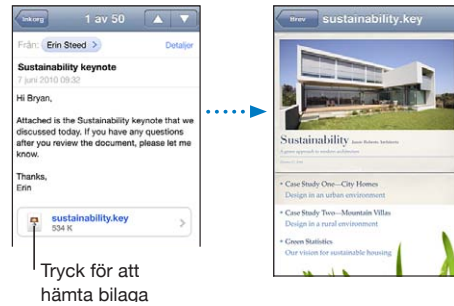 Inkorg
1 av 50
Från: Erin Steed >
Detaljer
Sustainability keynote
7 juni 2010 09:32
Hi Bryan,
Attached is the Sustainability keynote that we
discussed today. If you have any questions
after you review the document, please let me
know.
Thanks,
Erin
sustainability.key
534 K
Tryck för att
hämta bilaga
Brev
sustainability.key
Sustainability
• Case Study One—City Homes
Design in an urban environment
• Case Study Two—Mountain Villas
Design in a rural environment
• Green Statistics
Our vision for sustainable housing